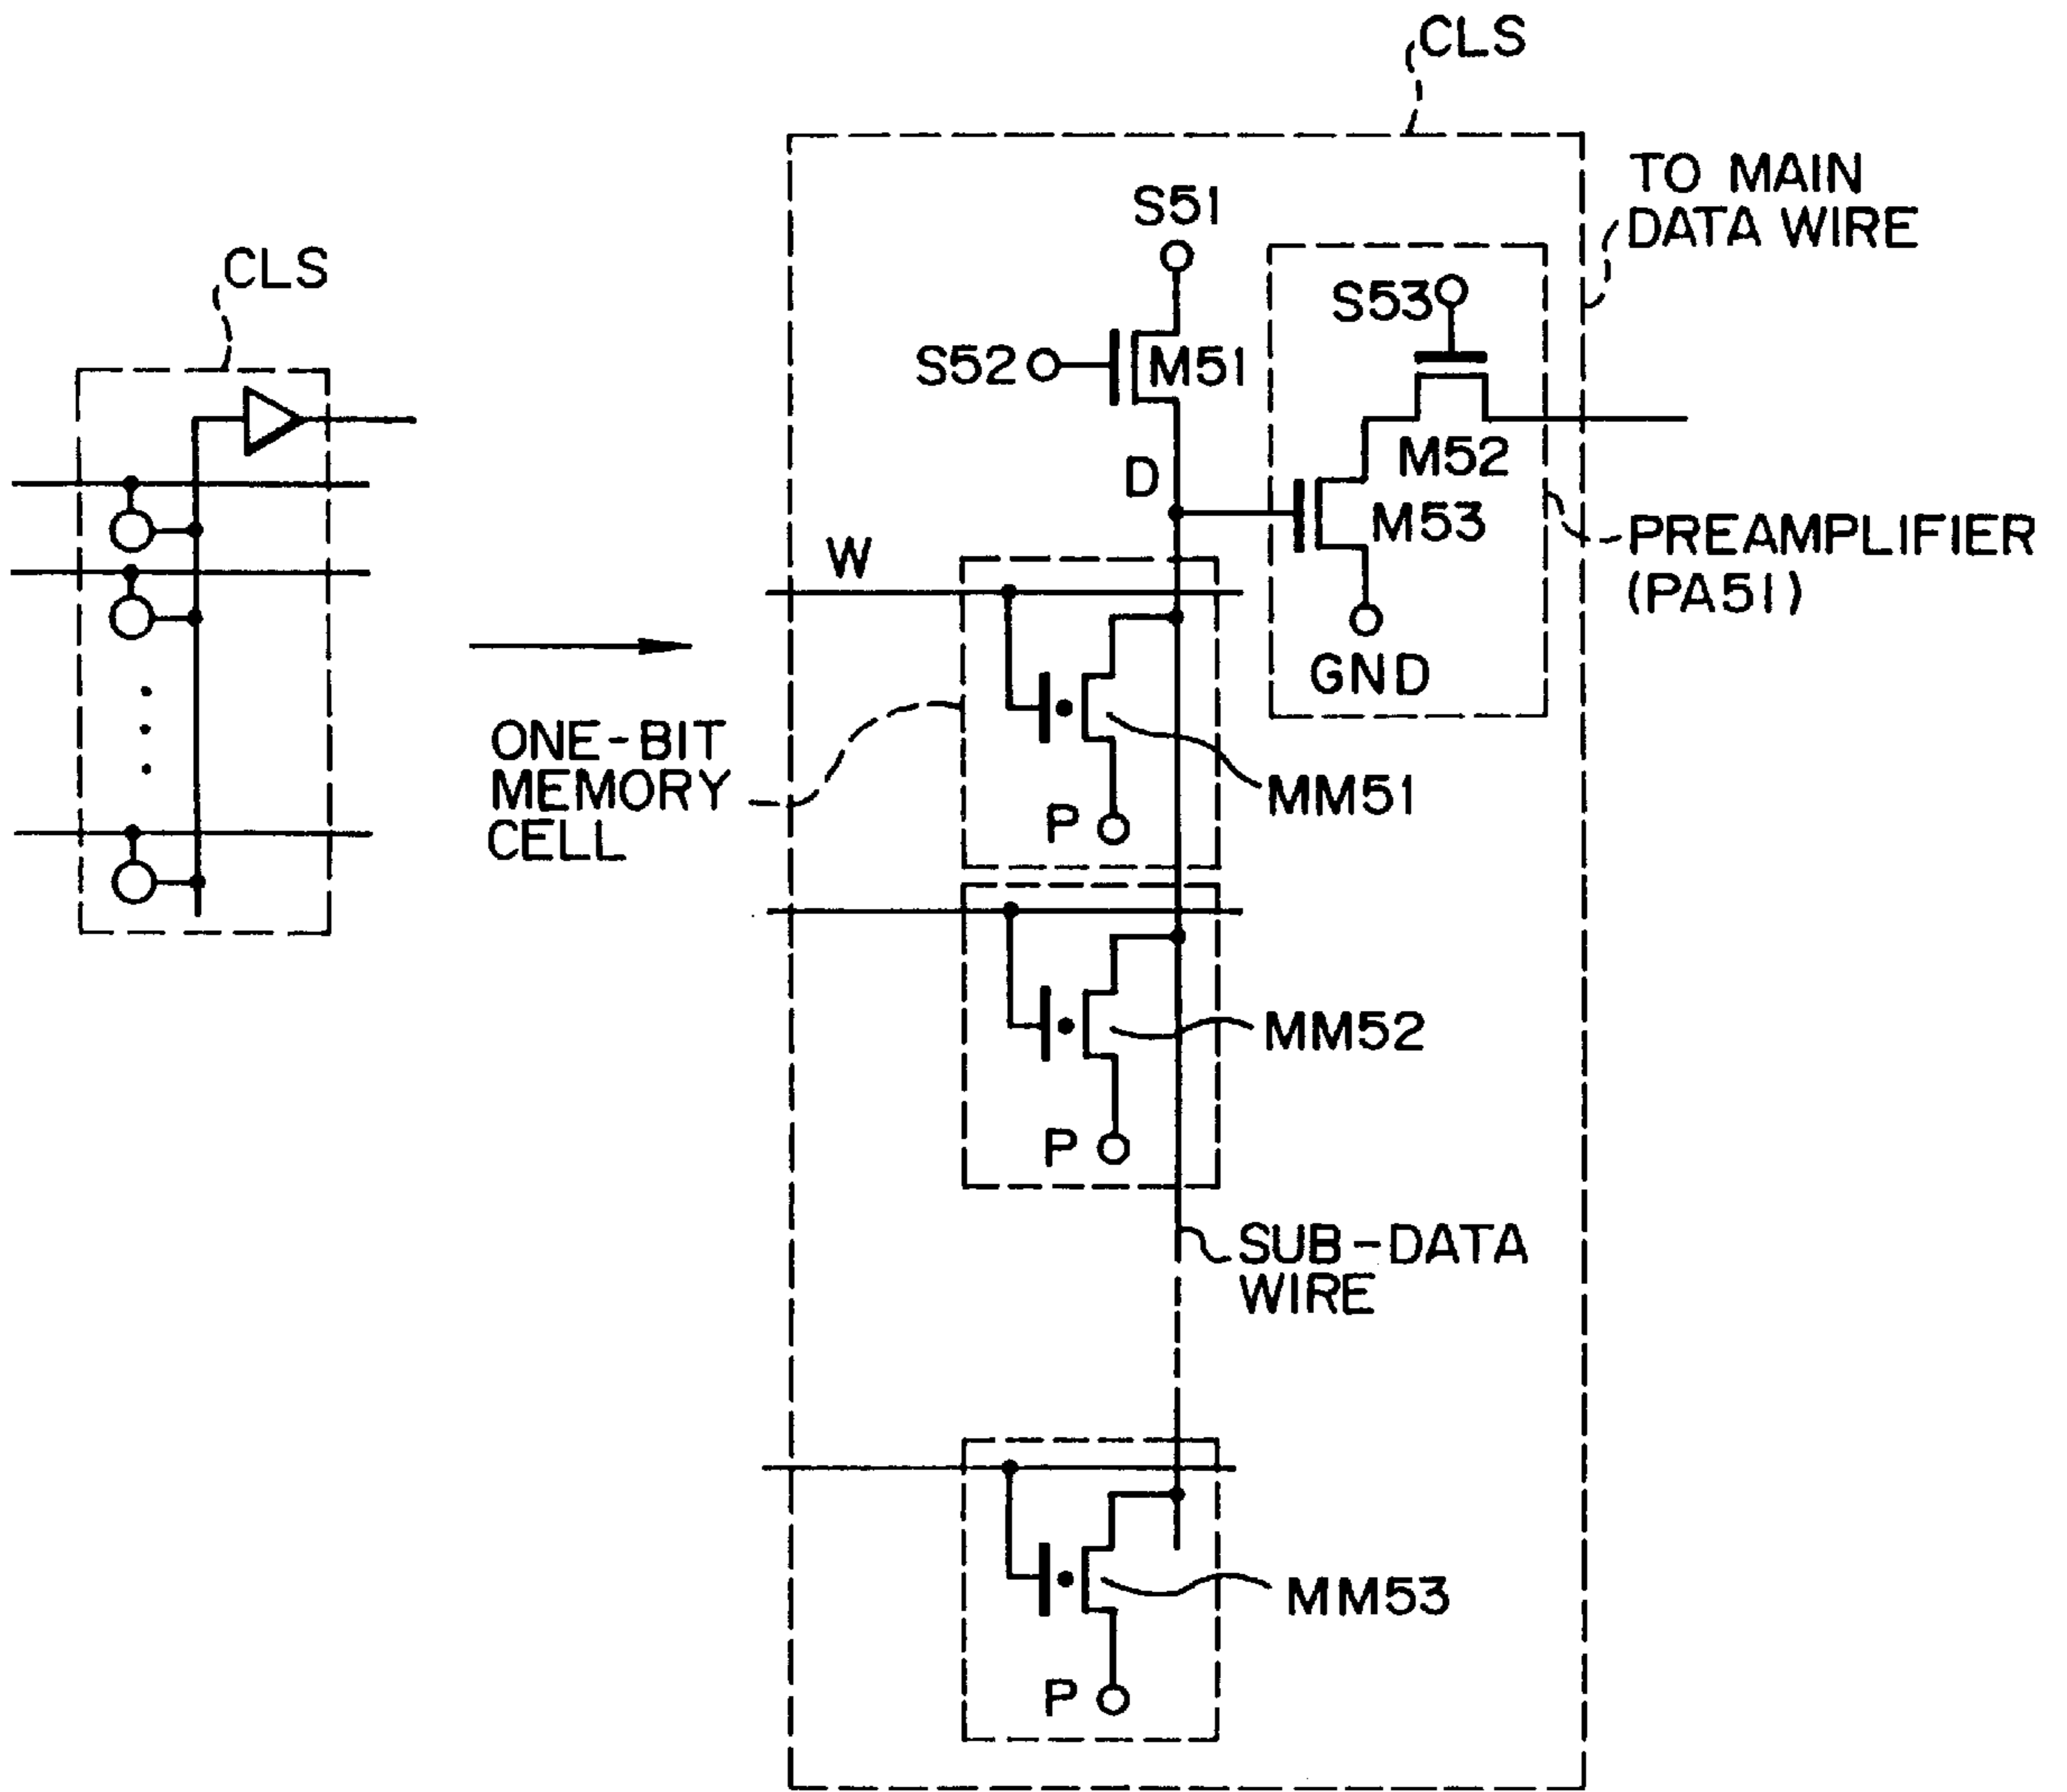 CLS
CLS
TO MAIN
DATA WIRE
S51
S53
S52
M51
M52
D
M53
PREAMPLIFIER
(PA51)
W
GND
ONE-BIT
MEMORY
CELL
MM51
P
MM52
P
SUB-DATA
WIRE
MM53
P